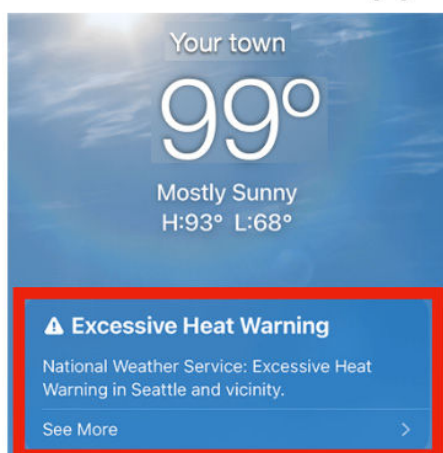 Your town
99°
Mostly Sunny
H:93° L:68°
Excessive Heat Warning
National Weather Service: Excessive Heat
Warning in Seattle and vicinity.
See More